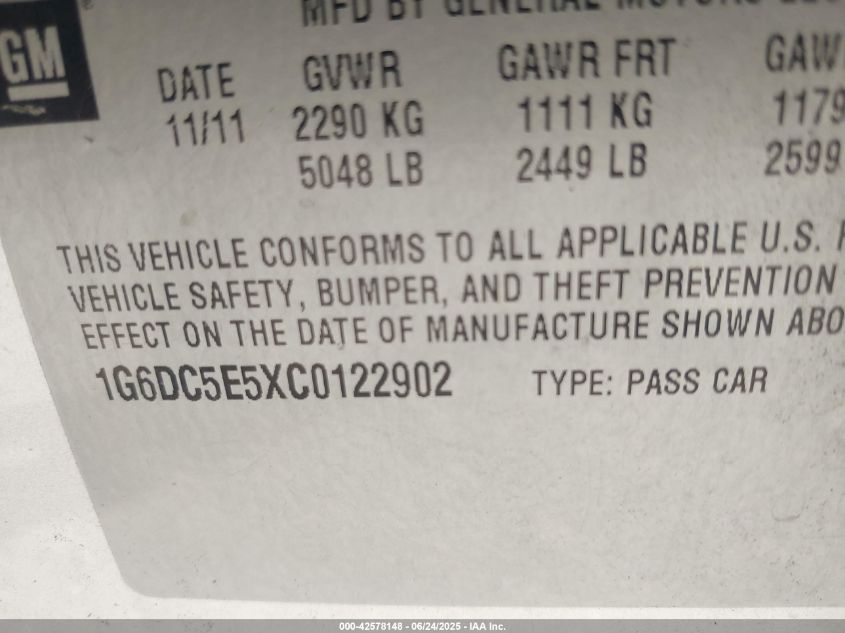 MFD BY GENERAL MOTORS
GM
DATE GVWR GAWR FRT GAW
11/11 2290 KG 1111 KG 1179
5048 LB 2449 LB 2599
THIS VEHICLE CONFORMS TO ALL APPLICABLE U.S. F
VEHICLE SAFETY, BUMPER, AND THEFT PREVENTION
EFFECT ON THE DATE OF MANUFACTURE SHOWN ABO
1G6DC5E5XC0122902 TYPE: PASS CAR
000-42578148 - 06/24/2025 - IAA Inc.